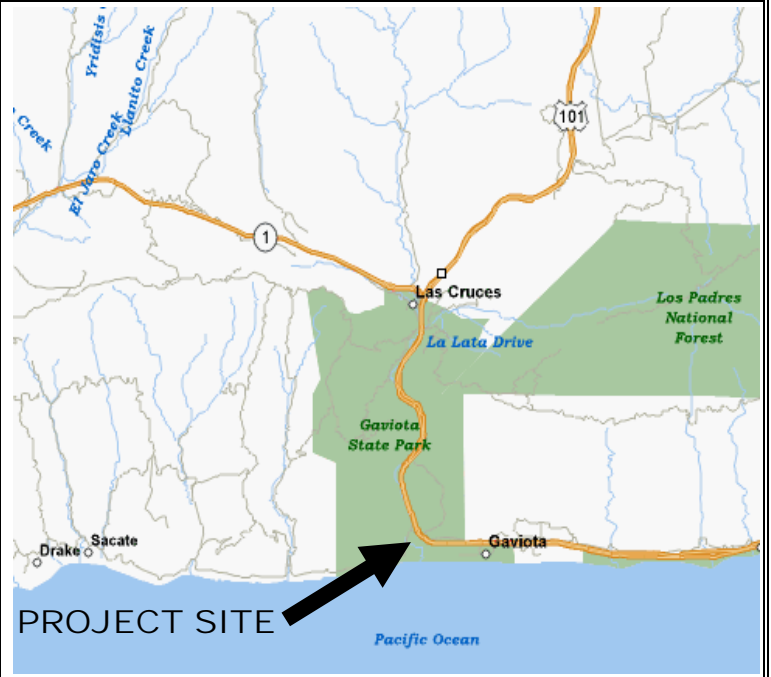 Yridisis
Llanito Creek
Creek
El Jaro Creek
101
1
Las Cruces
Los Padres
National
Forest
La Lata Drive
Gaviota
State Park
Sacate
Drake
Gaviota
PROJECT SITE
Pacific Ocean